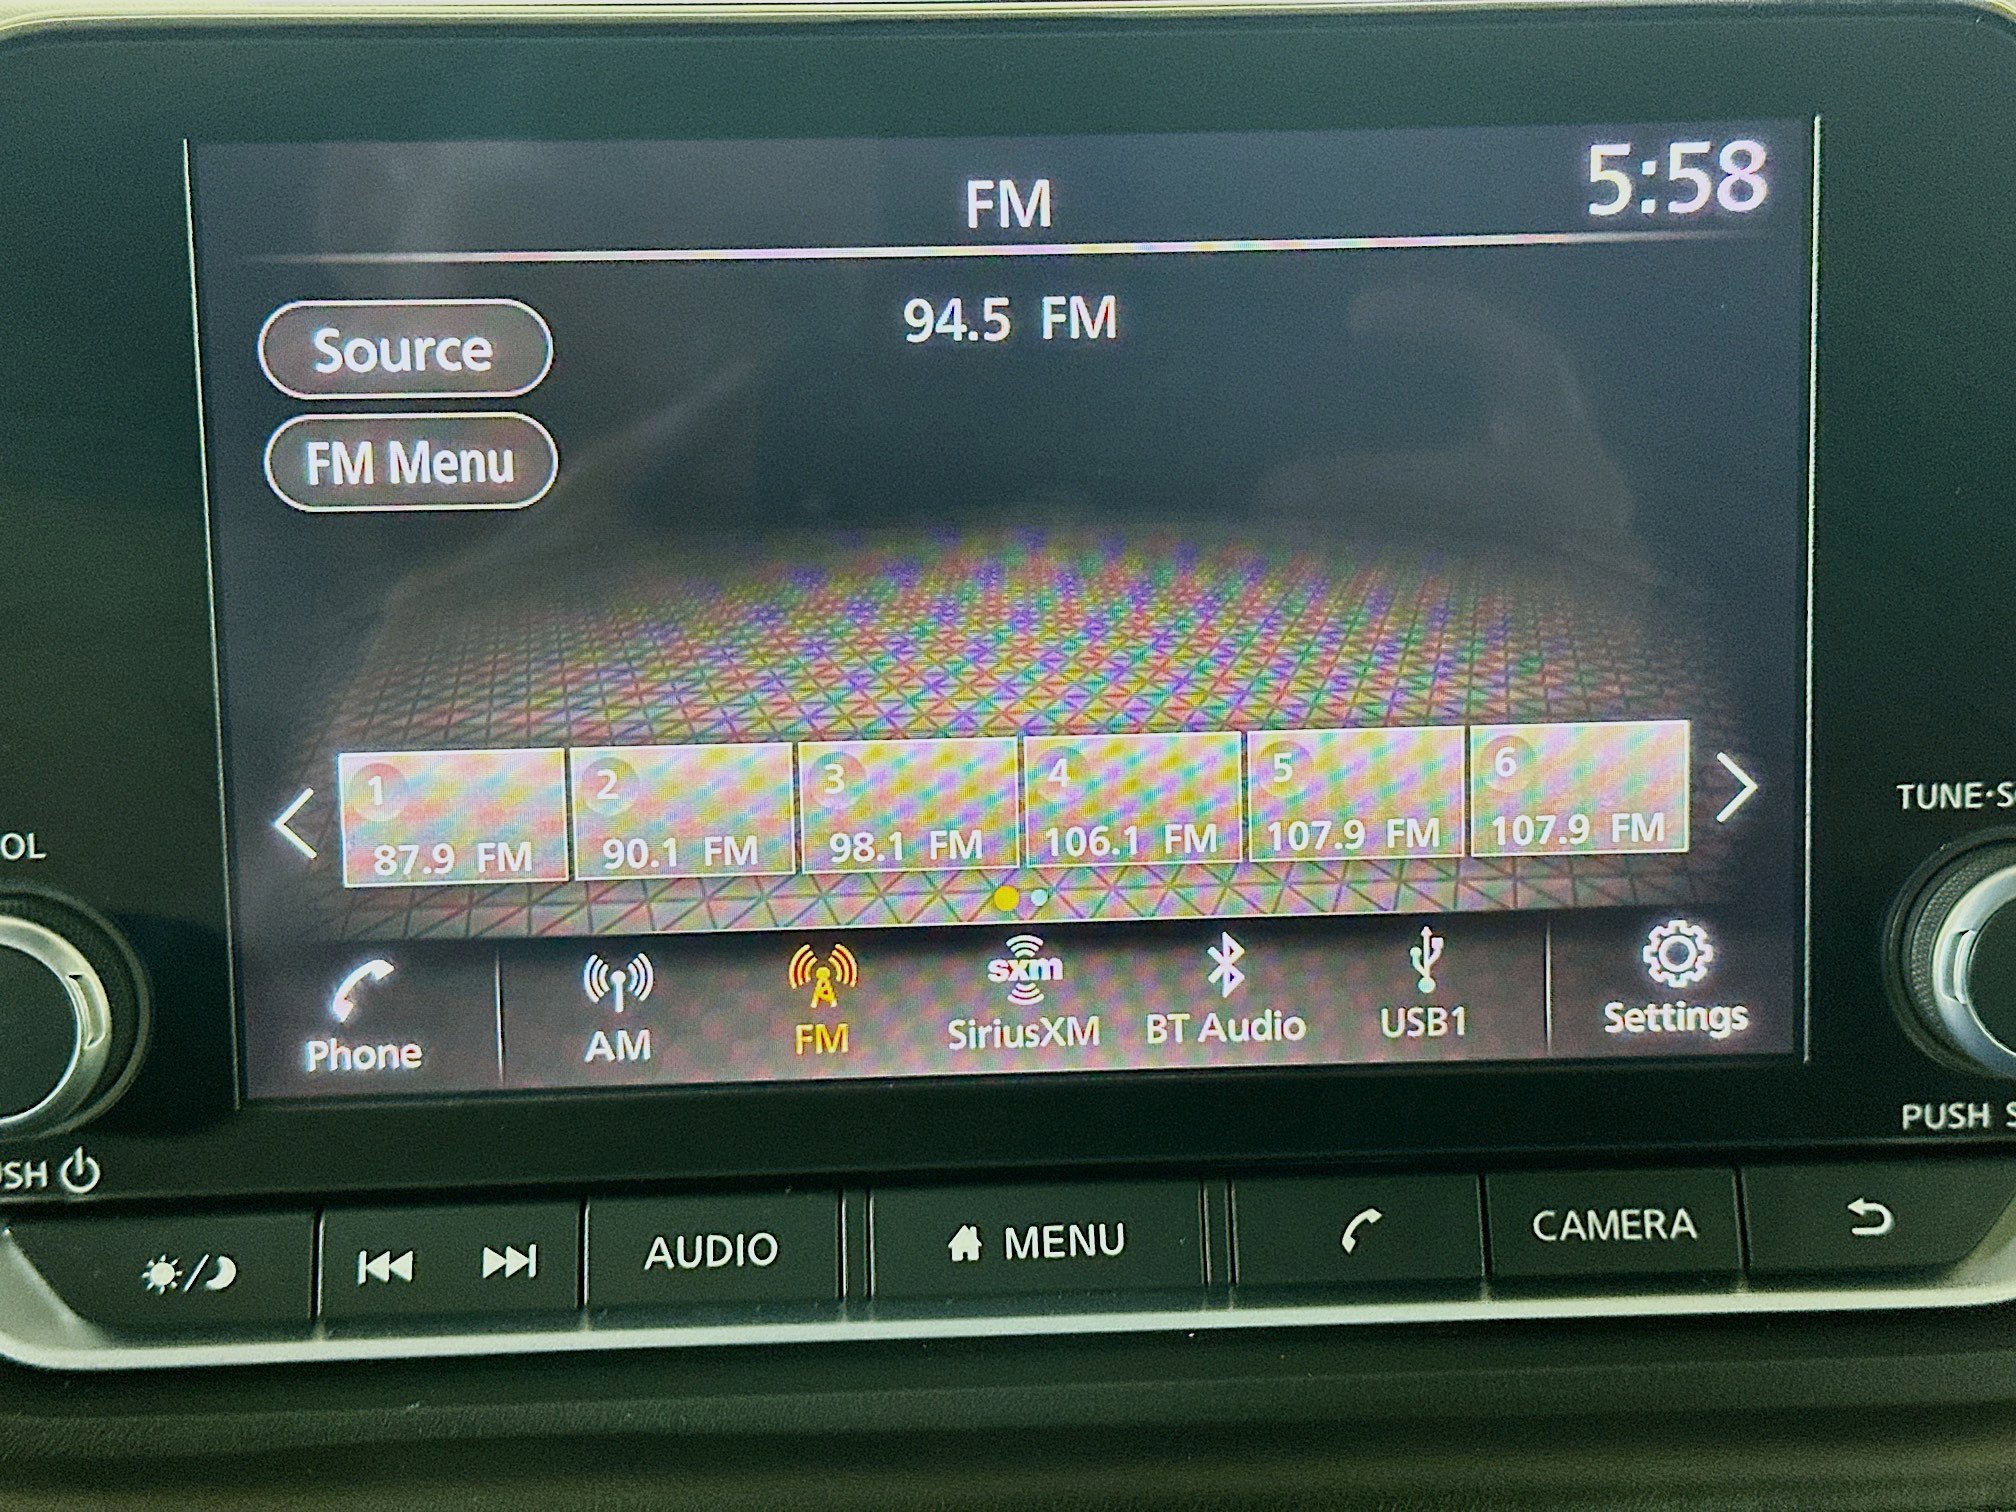 FM
5:58
94.5 FM
Source
FM Menu
1
87.9 FM
2
90.1 FM
3
98.1 FM
4
106.1 FM
5
107.9 FM
6
107.9 FM
Phone
AM
FM
sxm
SiriusXM
BT Audio
USB1
Settings
OL
TUNE·S
SH
PUSH S
AUDIO
MENU
CAMERA